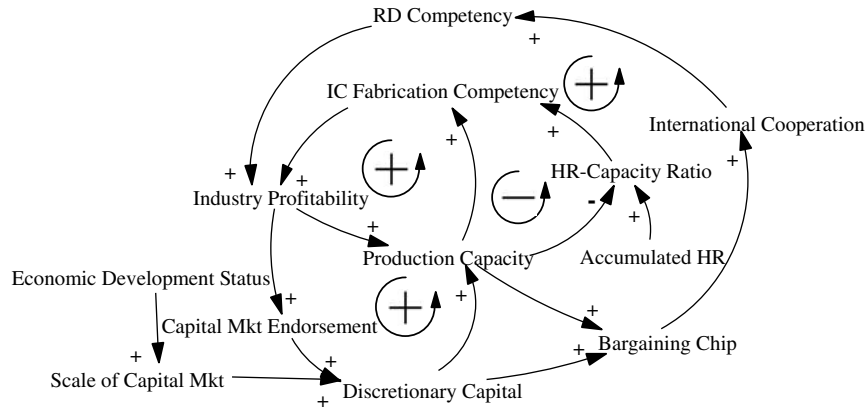 RD Competency
+
IC Fabrication Competency
+
+
+
International Cooperation
+
+
+
+
HR-Capacity Ratio
Industry Profitability
−
-
+
+
Production Capacity
Accumulated HR
Economic Development Status
+
+
+
+
Capital Mkt Endorsement
+
+
+
Bargaining Chip
+
Scale of Capital Mkt
Discretionary Capital
+